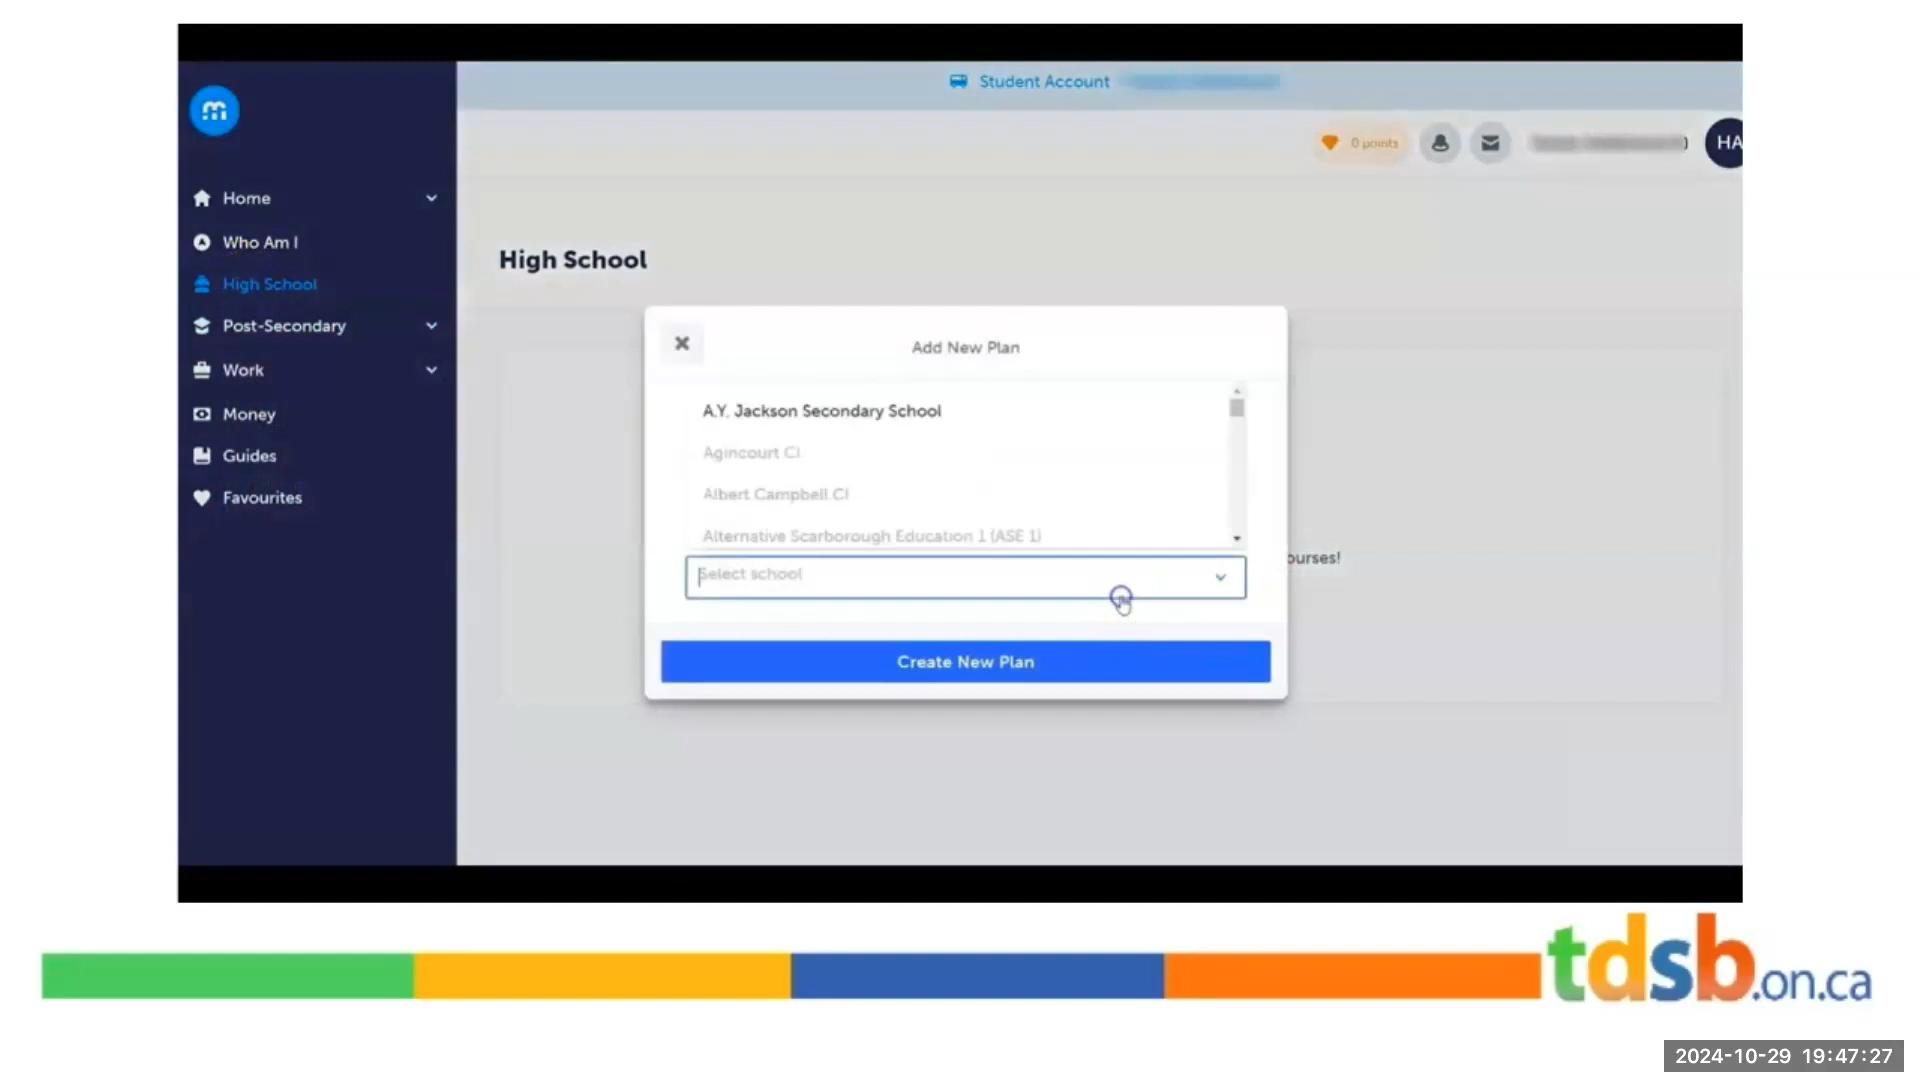 Student Account
0 points
HA
Home
Who Am I
High School
Post-Secondary
Work
Money
Guides
Favourites
High School
Add New Plan
A.Y. Jackson Secondary School
Agincourt CI
Albert Campbell CI
Alternative Scarborough Education 1 (ASE 1)
Select school
ourses!
Create New Plan
tdsb.on.ca
2024-10-29 19:47:27